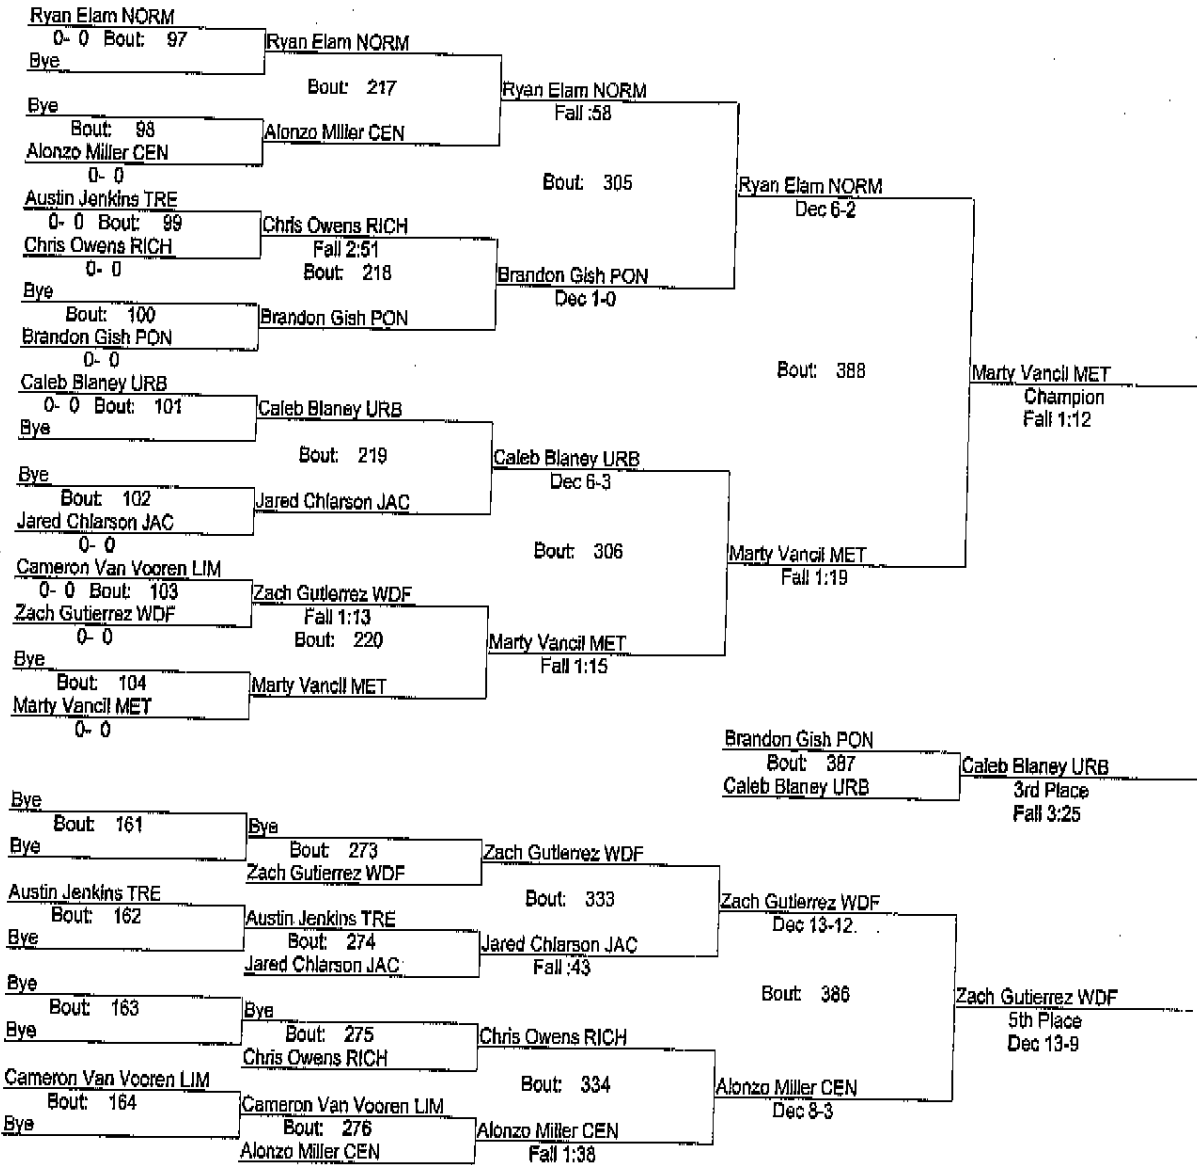 Ryan Elam NORM
0- 0 Bout: 97
Bye
Ryan Elam NORM
Bout: 217
Bye
Bout: 98
Alonzo Miller CEN
0- 0
Alonzo Miller CEN
Ryan Elam NORM
Fall :58
Bout: 305
Austin Jenkins TRE
0- 0 Bout: 99
Chris Owens RICH
0- 0
Chris Owens RICH
Fall 2:51
Bout: 218
Bye
Bout: 100
Brandon Gish PON
0- 0
Brandon Gish PON
Brandon Gish PON
Dec 1-0
Ryan Elam NORM
Dec 6-2
Bout: 388
Caleb Blaney URB
0- 0 Bout: 101
Bye
Caleb Blaney URB
Bout: 219
Bye
Bout: 102
Jared Chlarson JAC
0- 0
Jared Chlarson JAC
Caleb Blaney URB
Dec 6-3
Bout: 306
Cameron Van Vooren LIM
0- 0 Bout: 103
Zach Gutierrez WDF
0- 0
Zach Gutierrez WDF
Fall 1:13
Bout: 220
Bye
Bout: 104
Marty Vancil MET
0- 0
Marty Vancil MET
Marty Vancil MET
Fall 1:15
Marty Vancil MET
Fall 1:19
Marty Vancil MET
Champion
Fall 1:12
Brandon Gish PON
Bout: 387
Caleb Blaney URB
Caleb Blaney URB
3rd Place
Fall 3:25
Bye
Bout: 161
Bye
Bye
Bout: 273
Zach Gutierrez WDF
Zach Gutierrez WDF
Bout: 333
Austin Jenkins TRE
Bout: 162
Bye
Austin Jenkins TRE
Bout: 274
Jared Chlarson JAC
Jared Chlarson JAC
Fall :43
Zach Gutierrez WDF
Dec 13-12
Bout: 386
Bye
Bout: 163
Bye
Bye
Bout: 275
Chris Owens RICH
Chris Owens RICH
Bout: 334
Cameron Van Vooren LIM
Bout: 164
Bye
Cameron Van Vooren LIM
Bout: 276
Alonzo Miller CEN
Alonzo Miller CEN
Fall 1:38
Alonzo Miller CEN
Dec 8-3
Zach Gutierrez WDF
5th Place
Dec 13-9